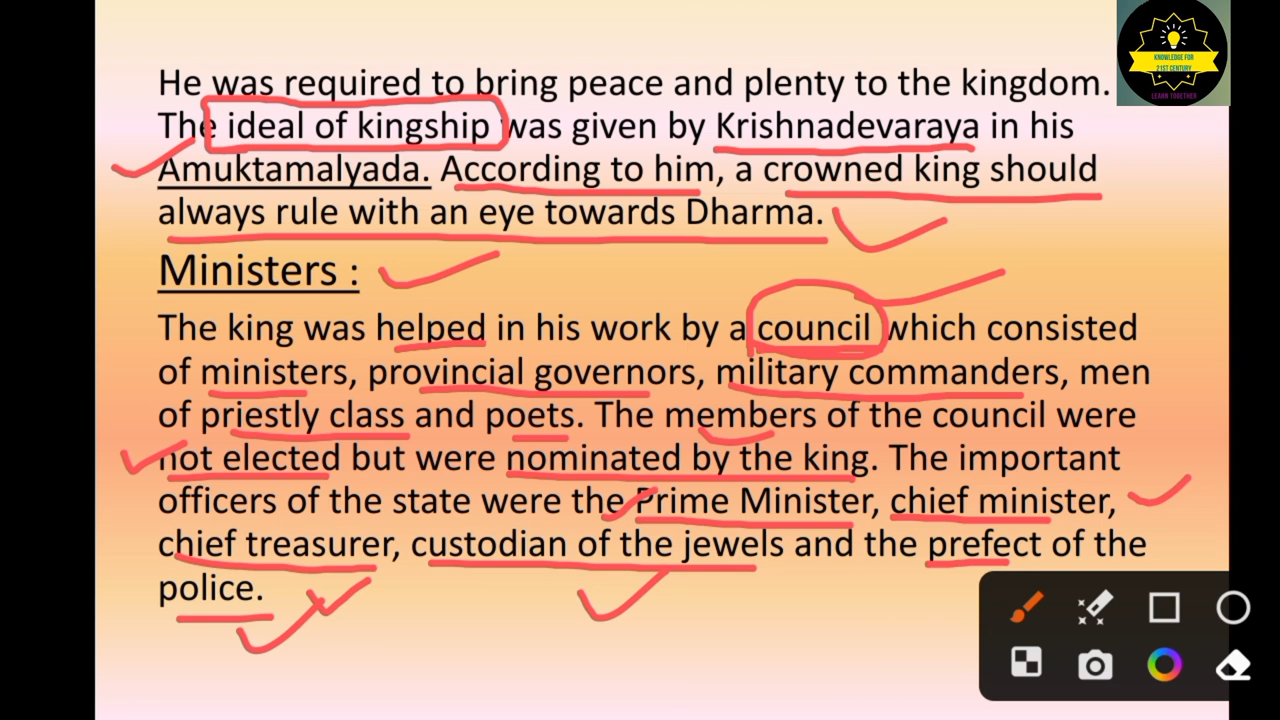 KNOWLEDGE FOR
21ST CENTURY
LEARN TOGETHER
He was required to bring peace and plenty to the kingdom.
The ideal of kingship was given by Krishnadevaraya in his
Amuktamalyada. According to him, a crowned king should
always rule with an eye towards Dharma.
Ministers :
The king was helped in his work by a council which consisted
of ministers, provincial governors, military commanders, men
of priestly class and poets. The members of the council were
not elected but were nominated by the king. The important
officers of the state were the Prime Minister, chief minister,
chief treasurer, custodian of the jewels and the prefect of the
police.